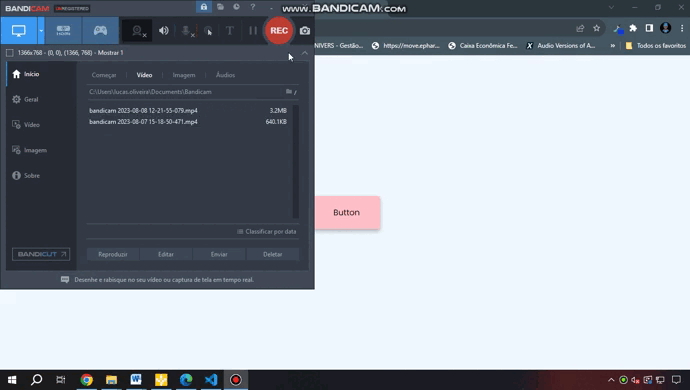 www.BANDICAM.com
BANDICAM UNREGISTERED
HDMI
REC
1366x768 - (0, 0), (1366, 768) - Mostrar 1
Início
Geral
Vídeo
Imagem
Sobre
BANDICUT
Começar Vídeo Imagem Áudios
C:\Users\lucas.oliveira\Documents\Bandicam
bandicam 2023-08-08 12-21-55-079.mp4 3.2MB
bandicam 2023-08-07 15-18-50-471.mp4 640.1KB
Classificar por data
Reproduzir Editar Enviar Deletar
Desenhe e rabisque no seu vídeo ou captura de tela em tempo real.
NIVERS - Gestão... https://move.ephar... Caixa Econômica Fe... Audio Versions of A... » Todos os favoritos
Button